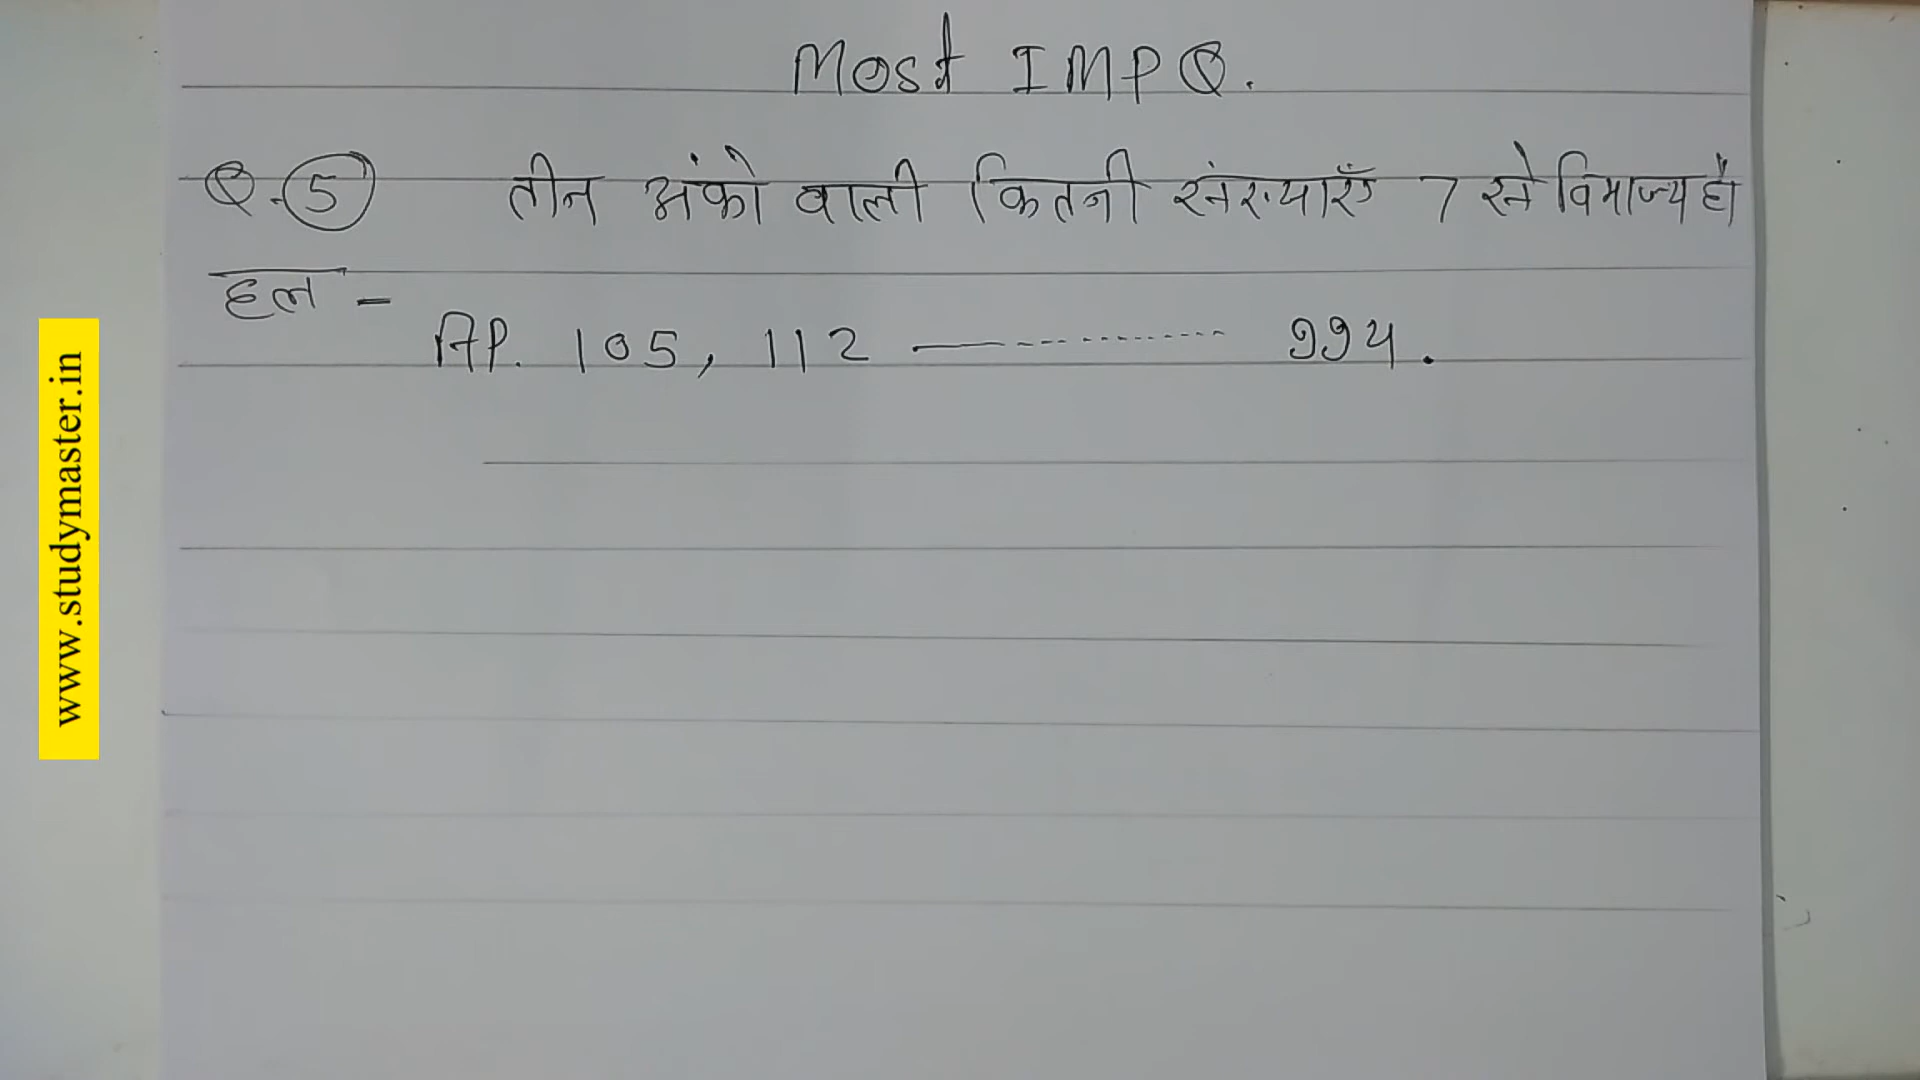 Most IMP Q.
Q.5 तीन अंको वाली कितनी संख्याएँ 7 से विभाज्य है
हल -
AP. 105, 112 ----------- 994.
www.studymaster.in